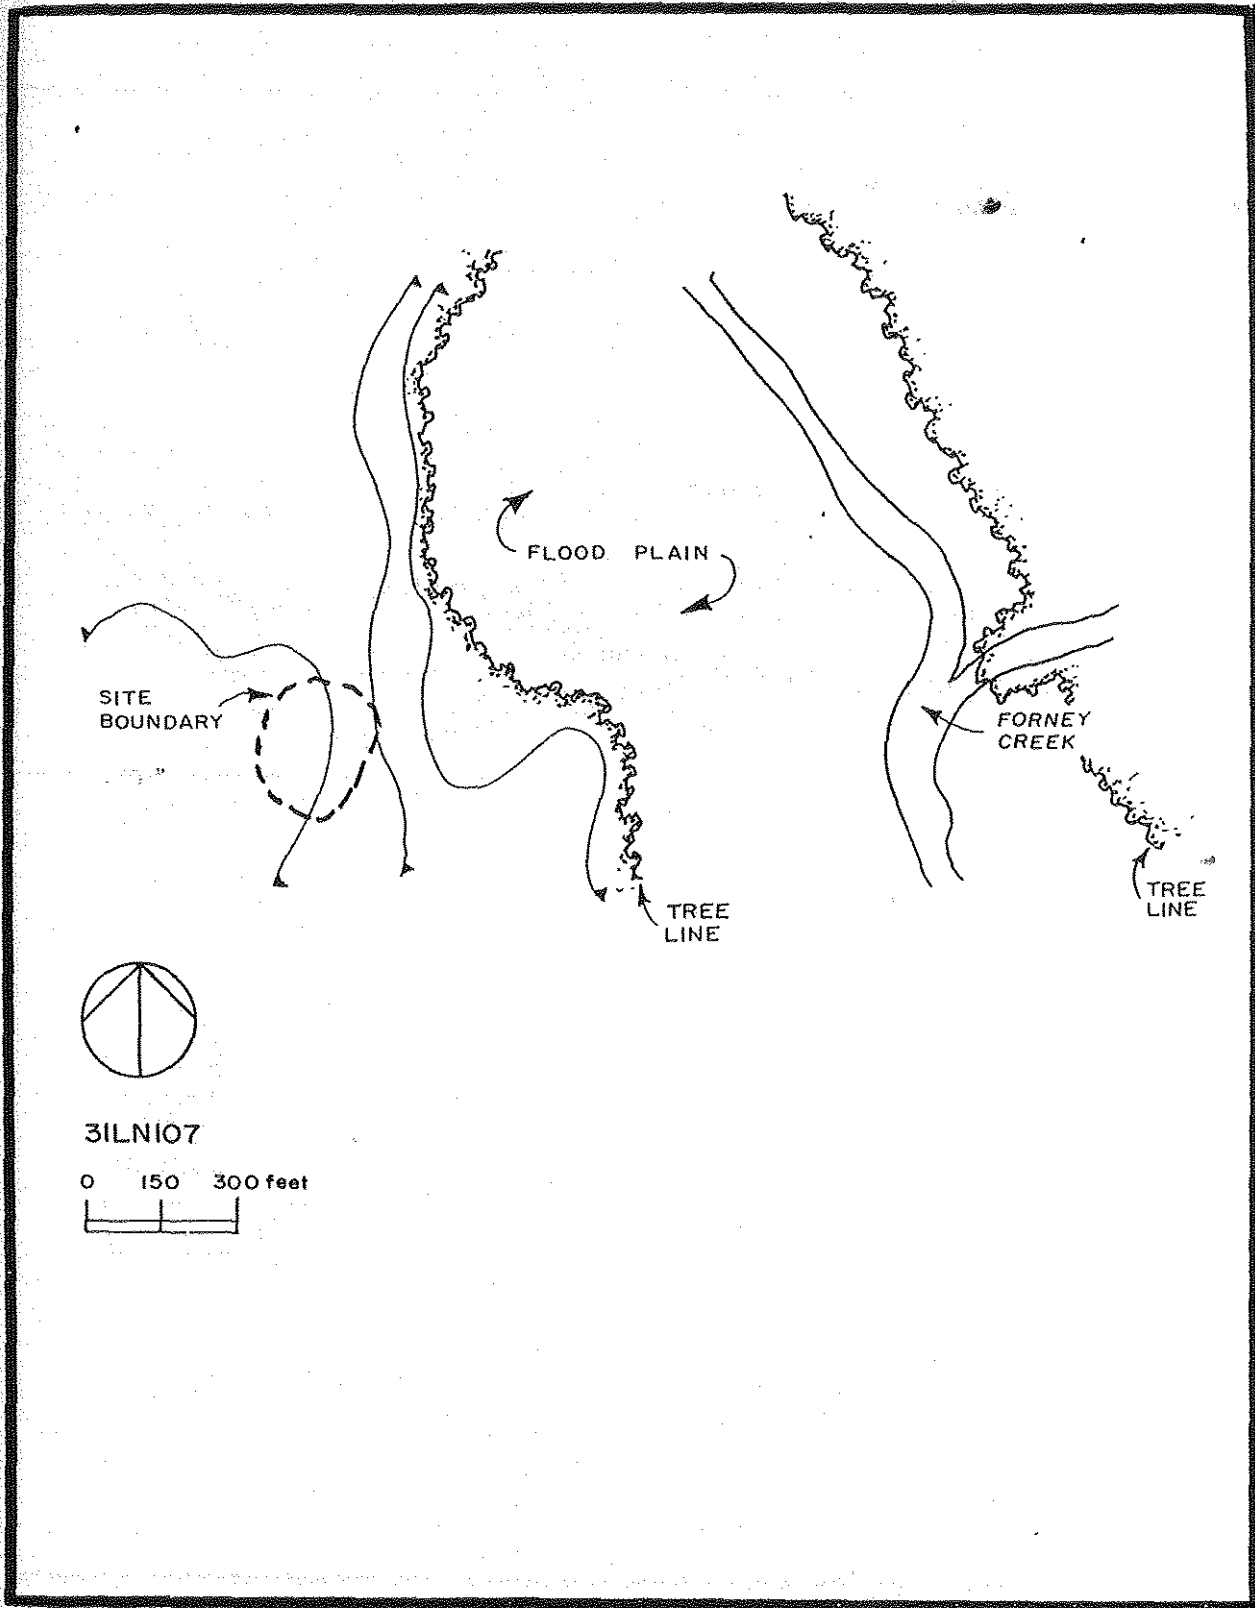 FLOOD PLAIN
SITE
BOUNDARY
FORNEY
CREEK
TREE
LINE
TREE
LINE
31LN107
0 150 300 feet